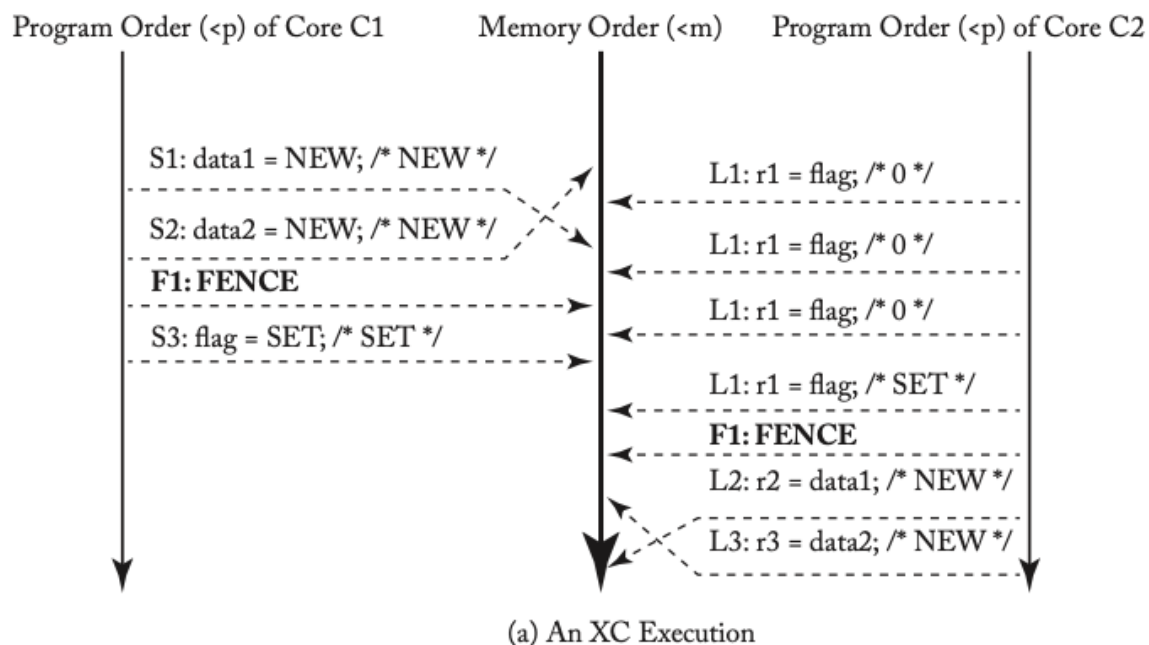 Program Order (<p) of Core C1 Memory Order (<m) Program Order (<p) of Core C2
S1: data1 = NEW; /* NEW */
L1: r1 = flag; /* 0 */
S2: data2 = NEW; /* NEW */
L1: r1 = flag; /* 0 */
F1: FENCE
L1: r1 = flag; /* 0 */
S3: flag = SET; /* SET */
L1: r1 = flag; /* SET */
F1: FENCE
L2: r2 = data1; /* NEW */
L3: r3 = data2; /* NEW */
(a) An XC Execution